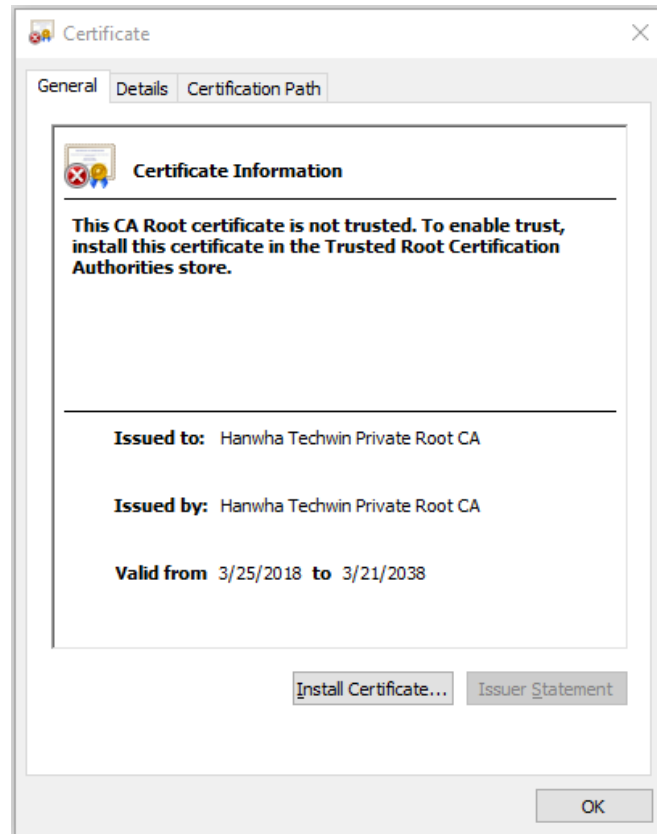 Certificate
General Details Certification Path
Certificate Information
This CA Root certificate is not trusted. To enable trust,
install this certificate in the Trusted Root Certification
Authorities store.
Issued to: Hanwha Techwin Private Root CA
Issued by: Hanwha Techwin Private Root CA
Valid from 3/25/2018 to 3/21/2038
Install Certificate... Issuer Statement
OK